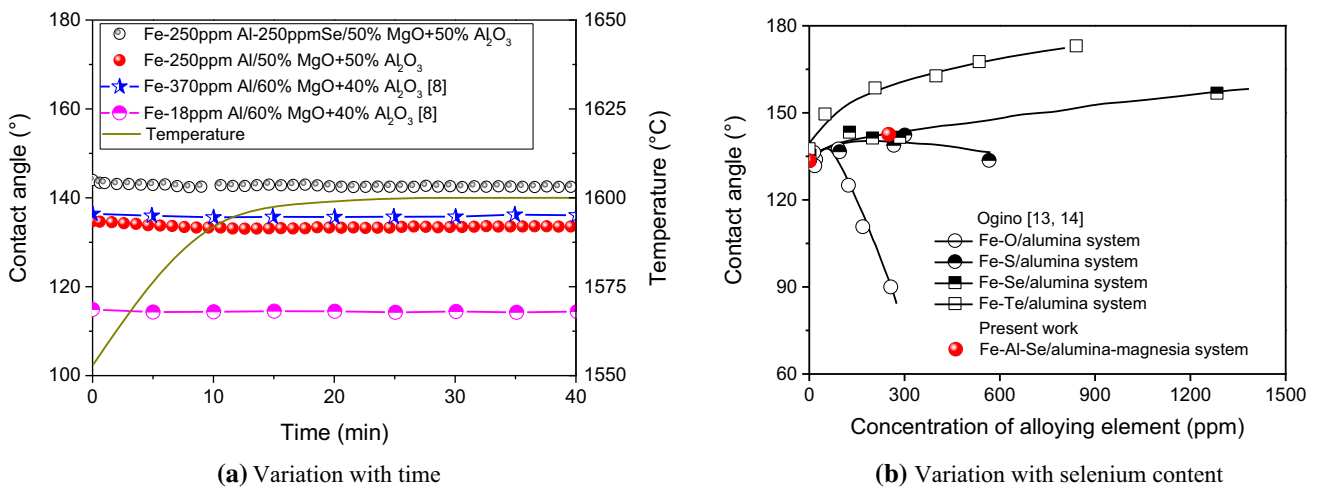 180
160
140
120
100
Contact angle (°)
Fe-250ppm Al-250ppmSe/50% MgO+50% Al2O3
Fe-250ppm Al/50% MgO+50% Al2O3
Fe-370ppm Al/60% MgO+40% Al2O3 [8]
Fe-18ppm Al/60% MgO+40% Al2O3 [8]
Temperature
1650
1625
1600
1575
1550
Temperature (°C)
0 10 20 30 40
Time (min)
(a) Variation with time
180
150
120
90
60
Contact angle (°)
Ogino [13, 14]
Fe-O/alumina system
Fe-S/alumina system
Fe-Se/alumina system
Fe-Te/alumina system
Present work
Fe-Al-Se/alumina-magnesia system
0 300 600 900 1200 1500
Concentration of alloying element (ppm)
(b) Variation with selenium content